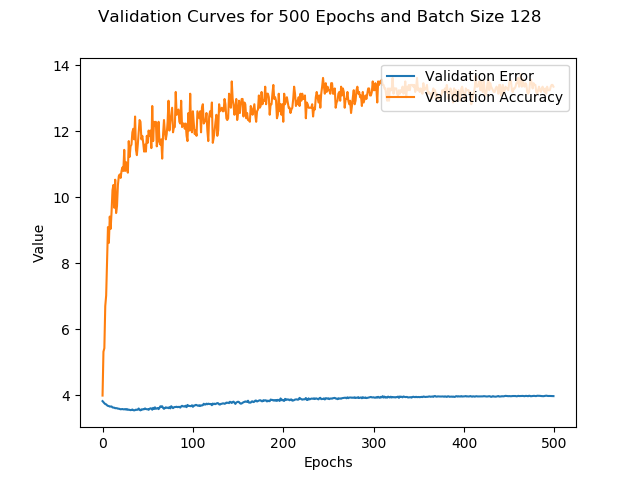 Validation Curves for 500 Epochs and Batch Size 128
14
12
10
8
6
4
Value
Validation Error
Validation Accuracy
0 100 200 300 400 500
Epochs